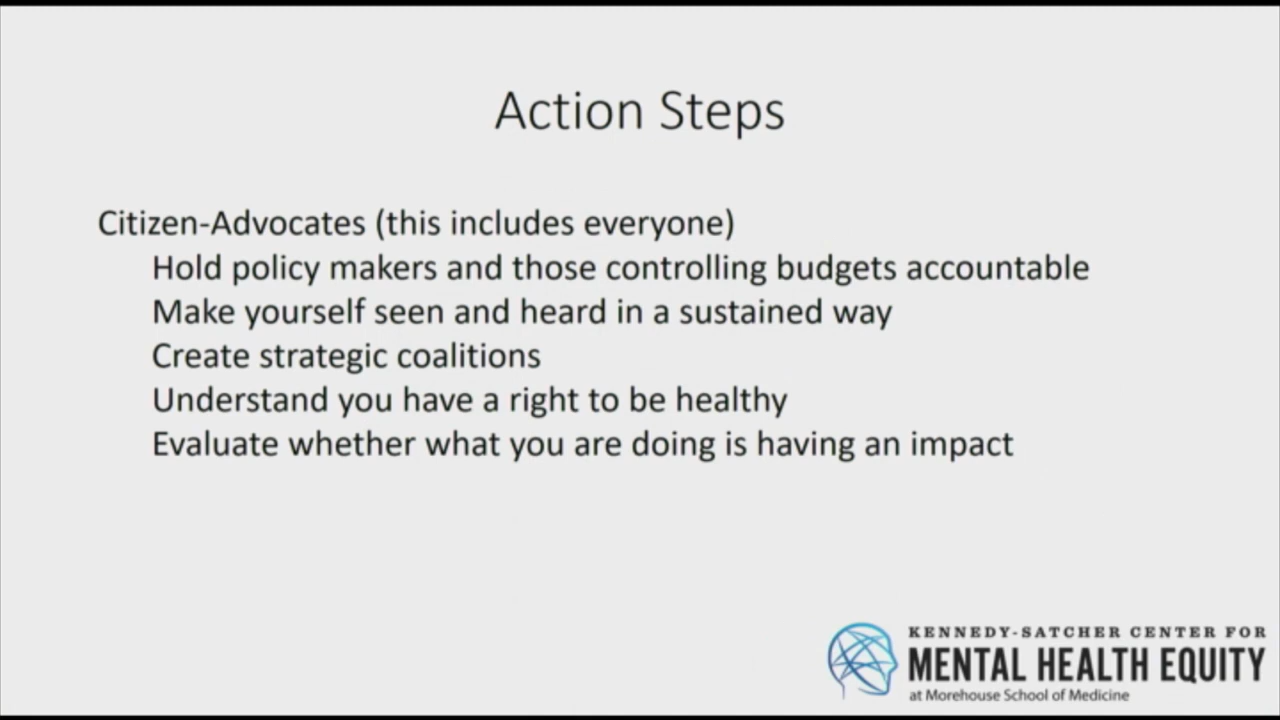 Action Steps
Citizen-Advocates (this includes everyone)
Hold policy makers and those controlling budgets accountable
Make yourself seen and heard in a sustained way
Create strategic coalitions
Understand you have a right to be healthy
Evaluate whether what you are doing is having an impact
KENNEDY-SATCHER CENTER FOR
MENTAL HEALTH EQUITY
at Morehouse School of Medicine